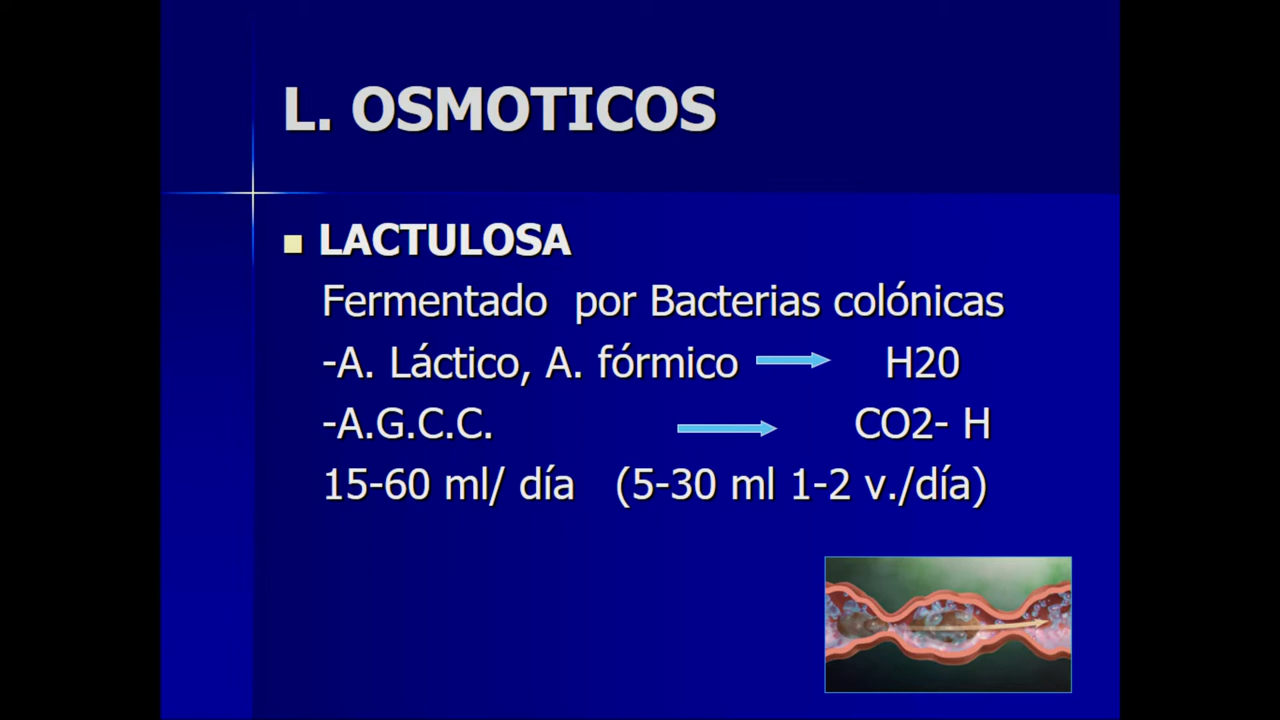 L. OSMOTICOS
LACTULOSA
Fermentado por Bacterias colónicas
-A. Láctico, A. fórmico H20
-A.G.C.C. CO2- H
15-60 ml/ día (5-30 ml 1-2 v./día)